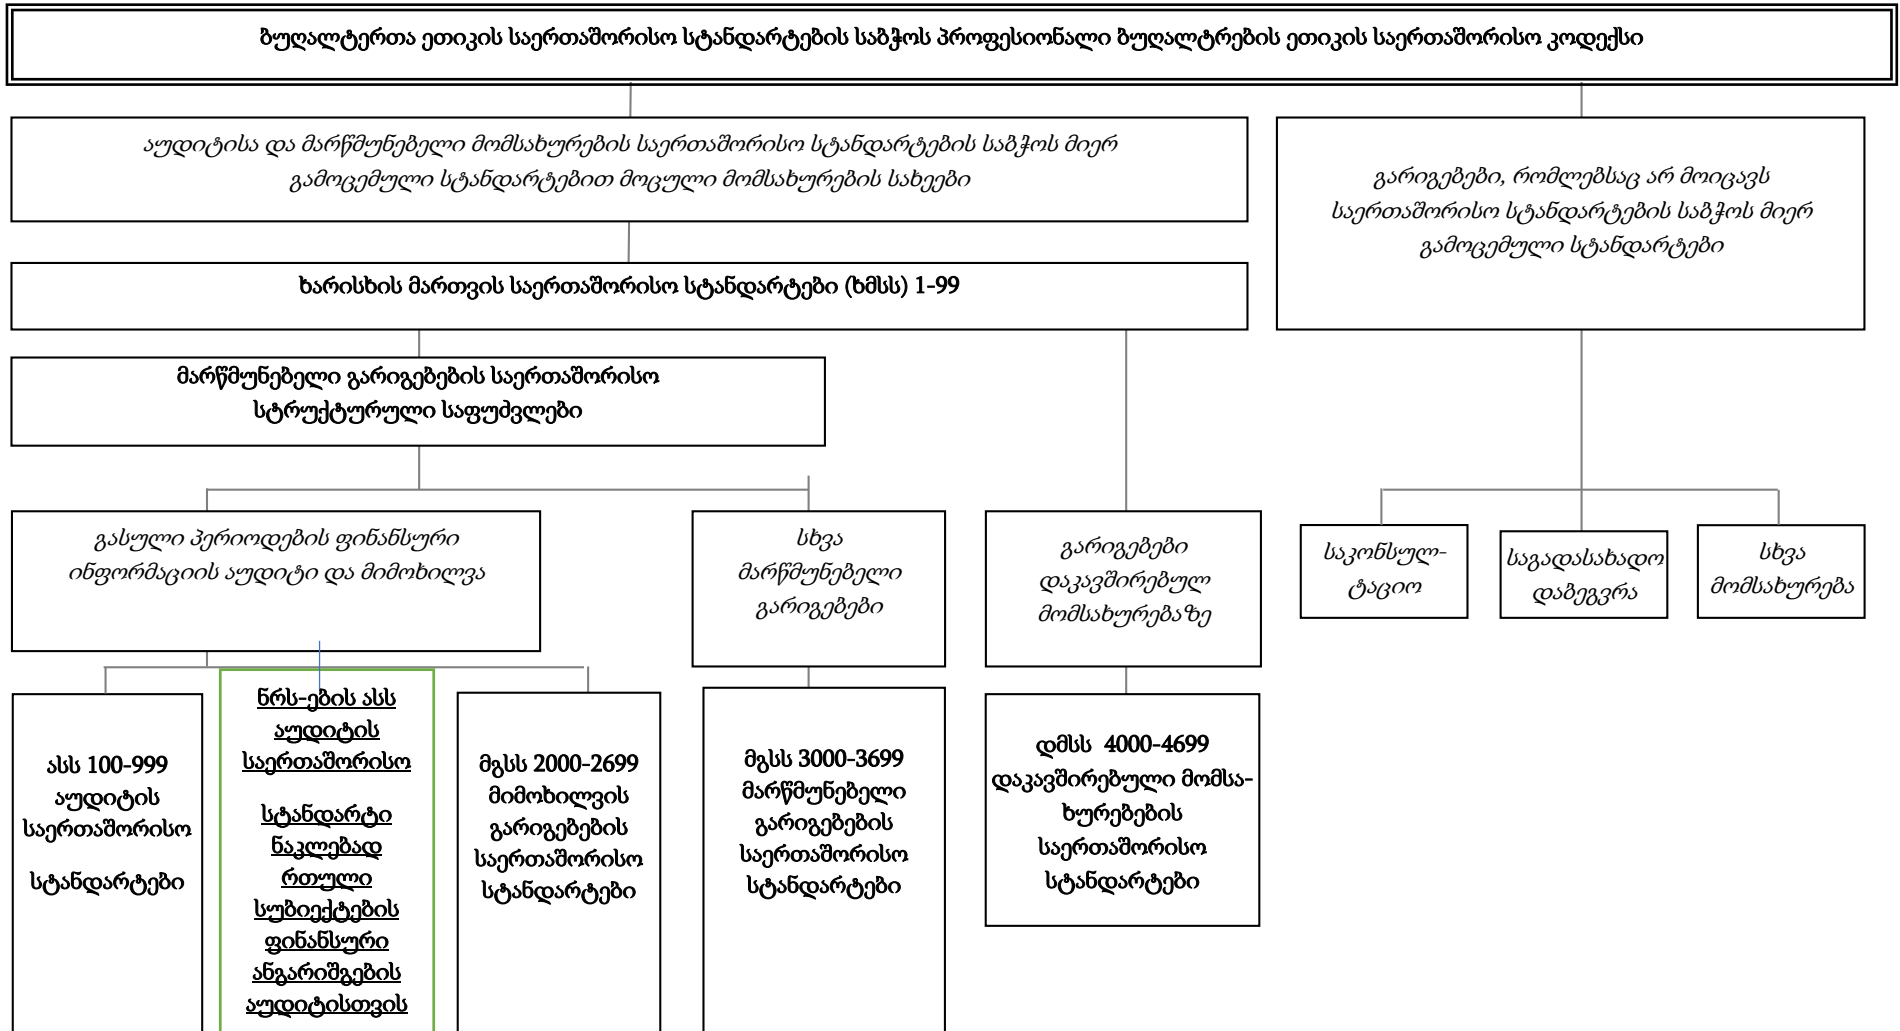 ბუღალტერთა ეთიკის საერთაშორისო სტანდარტების საბჭოს პროფესიონალი ბუღალტრების ეთიკის საერთაშორისო კოდექსი
აუდიტისა და მარწმუნებელი მომსახურების საერთაშორისო სტანდარტების საბჭოს მიერ
გამოცემული სტანდარტებით მოცული მომსახურების სახეები
გარიგებები, რომლებსაც არ მოიცავს
საერთაშორისო სტანდარტების საბჭოს მიერ
გამოცემული სტანდარტები
ხარისხის მართვის საერთაშორისო სტანდარტები (ხმსს) 1-99
მარწმუნებელი გარიგებების საერთაშორისო
სტრუქტურული საფუძვლები
გასული პერიოდების ფინანსური
ინფორმაციის აუდიტი და მიმოხილვა
სხვა
მარწმუნებელი
გარიგებები
გარიგებები
დაკავშირებულ
მომსახურებაზე
საკონსულ-
ტაციო
საგადასახადო
დაბეგვრა
სხვა
მომსახურება
ასს 100-999
აუდიტის
საერთაშორისო
სტანდარტები
ნრს-ების ასს
აუდიტის
საერთაშორისო
სტანდარტი
ნაკლებად
რთული
სუბიექტების
ფინანსური
ანგარიშგების
აუდიტისთვის
მგსს 2000-2699
მიმოხილვის
გარიგებების
საერთაშორისო
სტანდარტები
მგსს 3000-3699
მარწმუნებელი
გარიგებების
საერთაშორისო
სტანდარტები
დმსს 4000-4699
დაკავშირებული მომსა-
ხურებების
საერთაშორისო
სტანდარტები